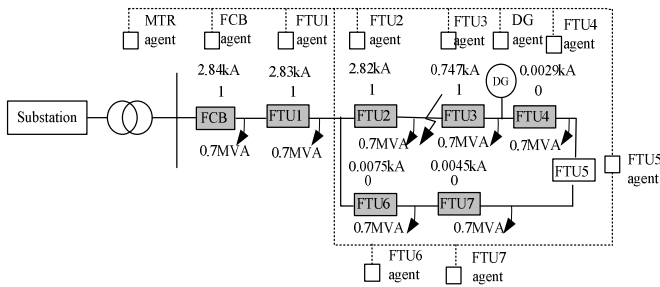 MTR agent
FCB agent
FTU1 agent
FTU2 agent
FTU3 agent
DG agent
FTU4 agent
2.84kA
1
2.83kA
1
2.82kA
1
0.747kA
1
DG
0.0029kA
0
Substation
FCB
FTU1
FTU2
FTU3
FTU4
0.7MVA
0.7MVA
0.7MVA
0.7MVA
0.7MVA
FTU5
FTU5 agent
0.0075kA
0
0.0045kA
0
FTU6
FTU7
0.7MVA
0.7MVA
FTU6 agent
FTU7 agent